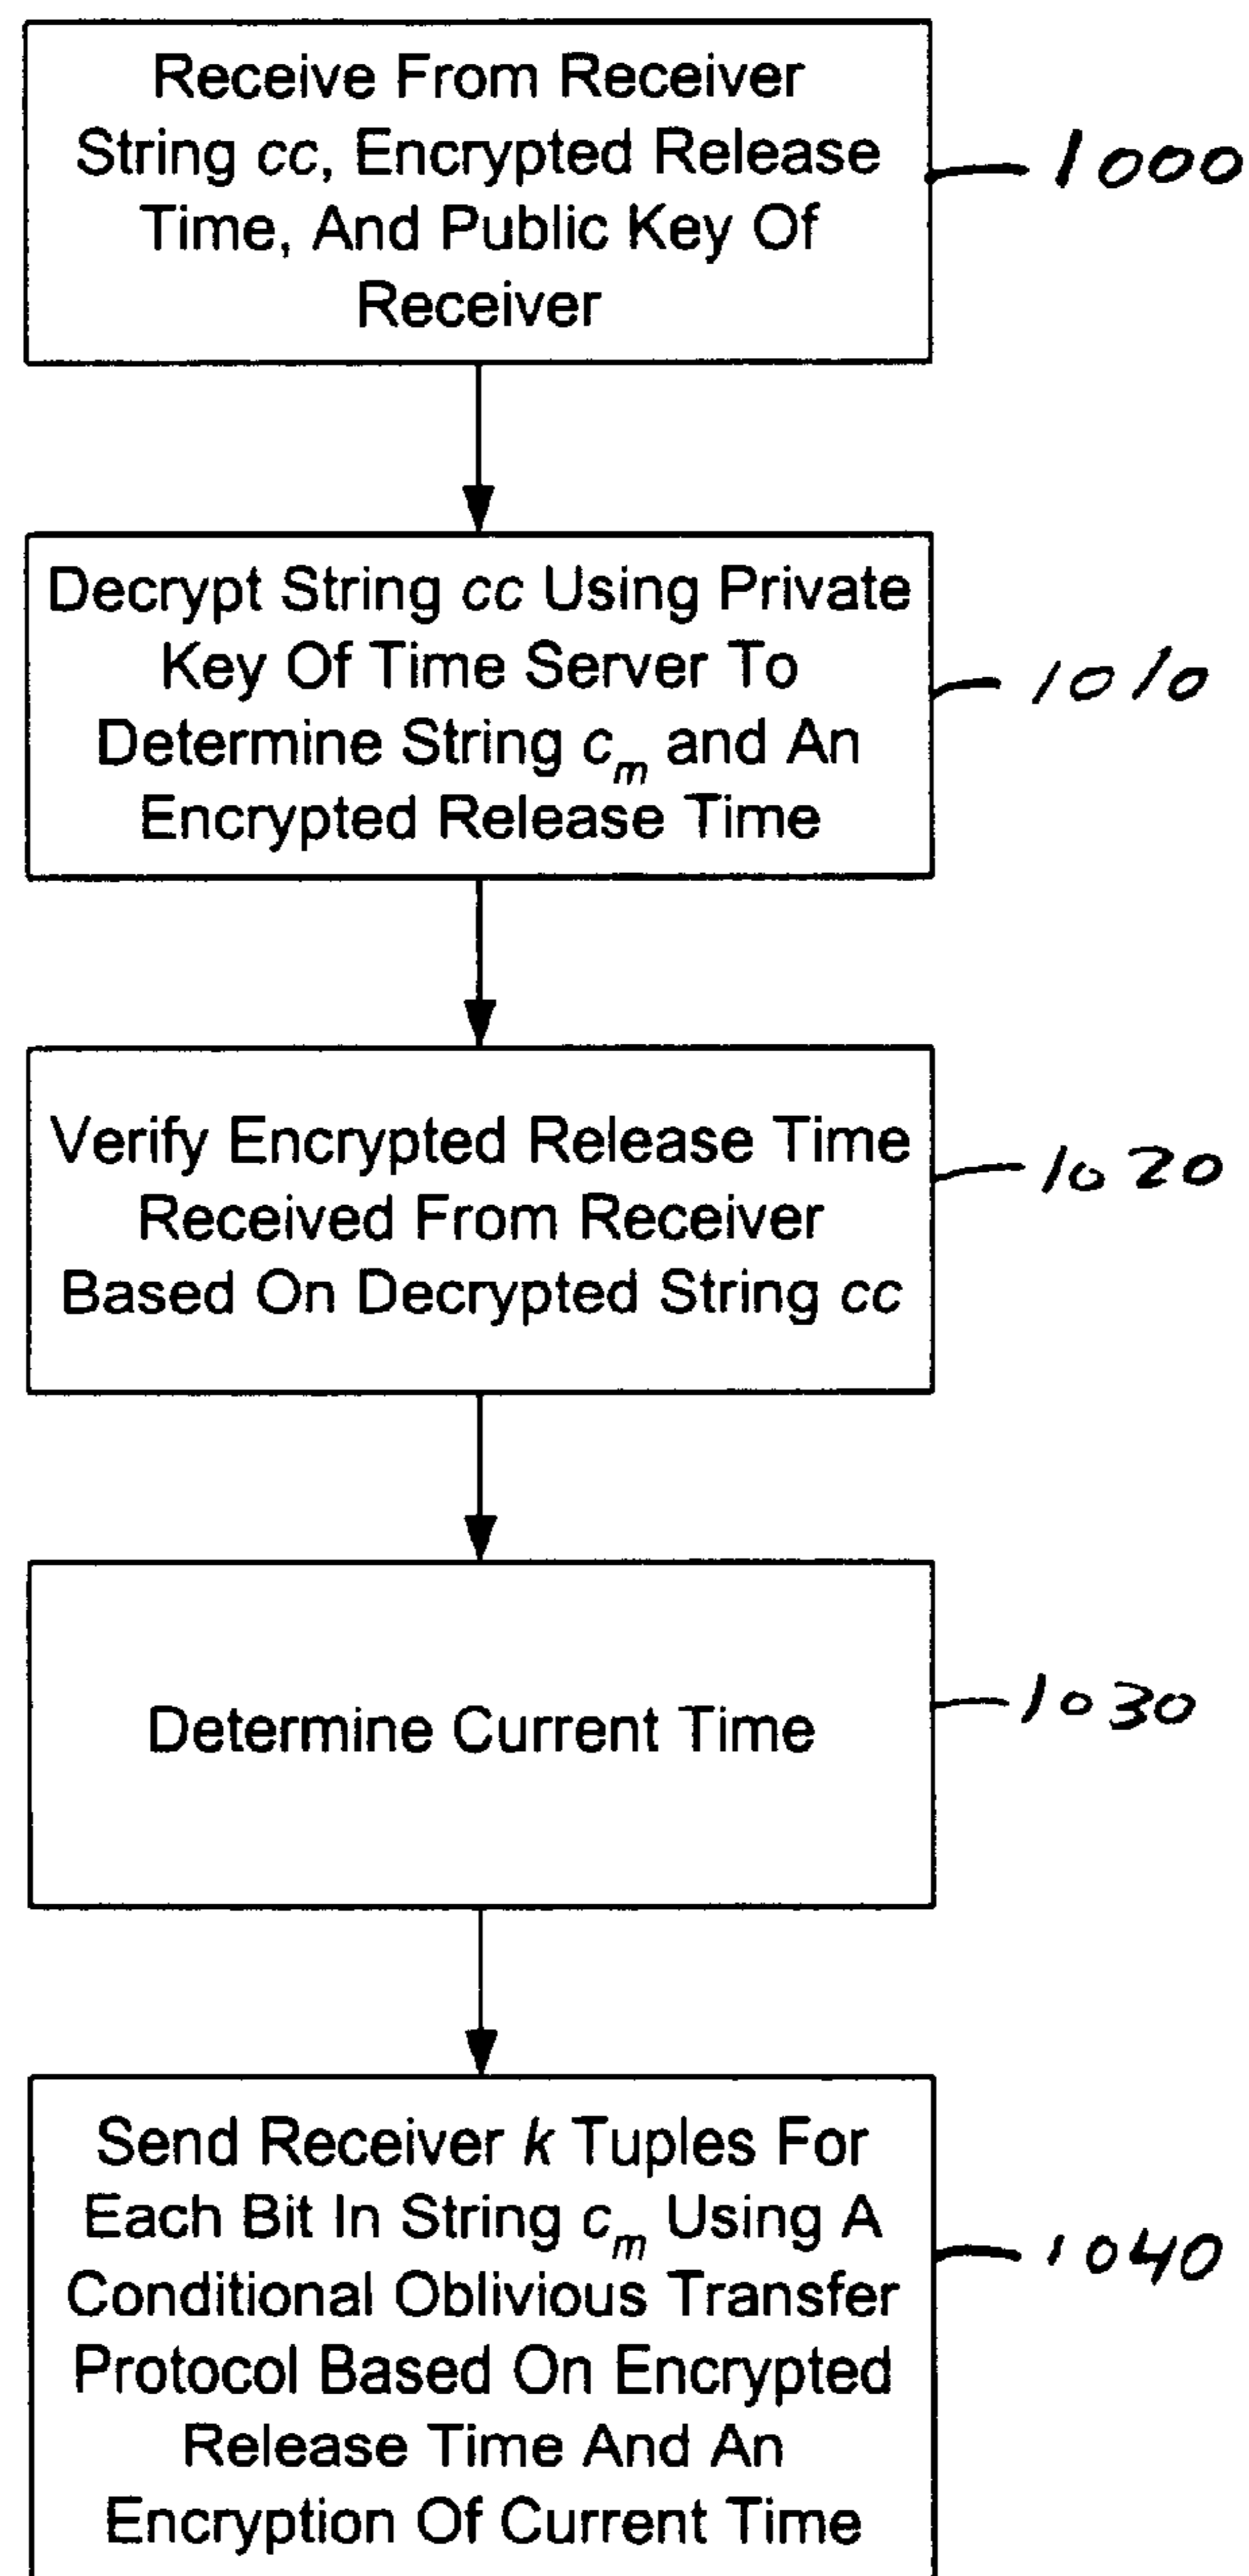 Receive From Receiver
String cc, Encrypted Release
Time, And Public Key Of
Receiver
1000
Decrypt String cc Using Private
Key Of Time Server To
Determine String cm and An
Encrypted Release Time
1010
Verify Encrypted Release Time
Received From Receiver
Based On Decrypted String cc
1020
Determine Current Time
1030
Send Receiver k Tuples For
Each Bit In String cm Using A
Conditional Oblivious Transfer
Protocol Based On Encrypted
Release Time And An
Encryption Of Current Time
1040